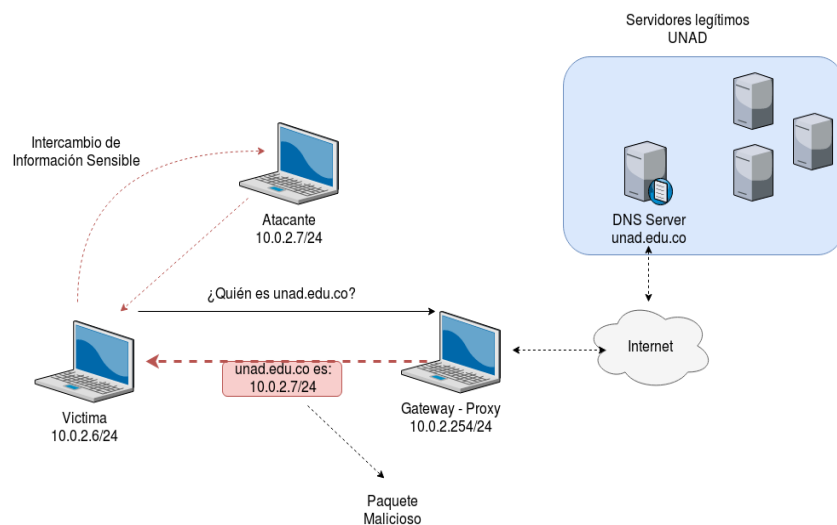 Servidores legítimos
UNAD
Intercambio de
Información Sensible
Atacante
10.0.2.7/24
DNS Server
unad.edu.co
¿Quién es unad.edu.co?
Internet
unad.edu.co es:
10.0.2.7/24
Victima
10.0.2.6/24
Gateway - Proxy
10.0.2.254/24
Paquete
Malicioso